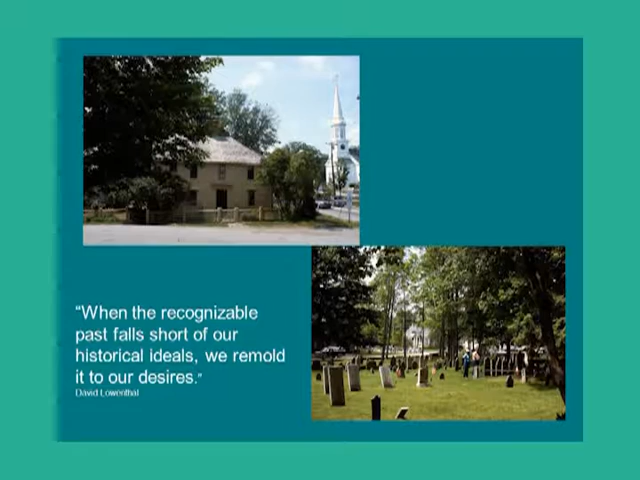 “When the recognizable
past falls short of our
historical ideals, we remold
it to our desires.”
David Lowenthal